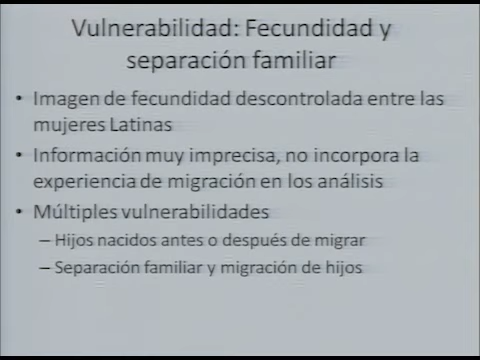 Vulnerabilidad: Fecundidad y
separación familiar
• Imagen de fecundidad descontrolada entre las
mujeres Latinas
• Información muy imprecisa, no incorpora la
experiencia de migración en los análisis
• Múltiples vulnerabilidades
– Hijos nacidos antes o después de migrar
– Separación familiar y migración de hijos